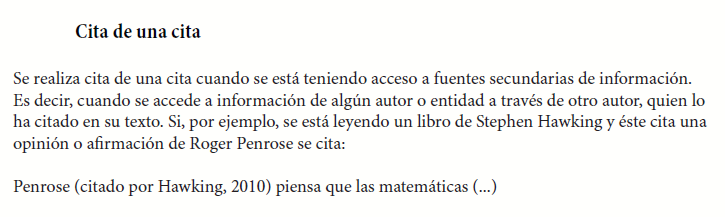 Cita de una cita
Se realiza cita de una cita cuando se está teniendo acceso a fuentes secundarias de información.
Es decir, cuando se accede a información de algún autor o entidad a través de otro autor, quien lo
ha citado en su texto. Si, por ejemplo, se está leyendo un libro de Stephen Hawking y éste cita una
opinión o afirmación de Roger Penrose se cita:
Penrose (citado por Hawking, 2010) piensa que las matemáticas (...)